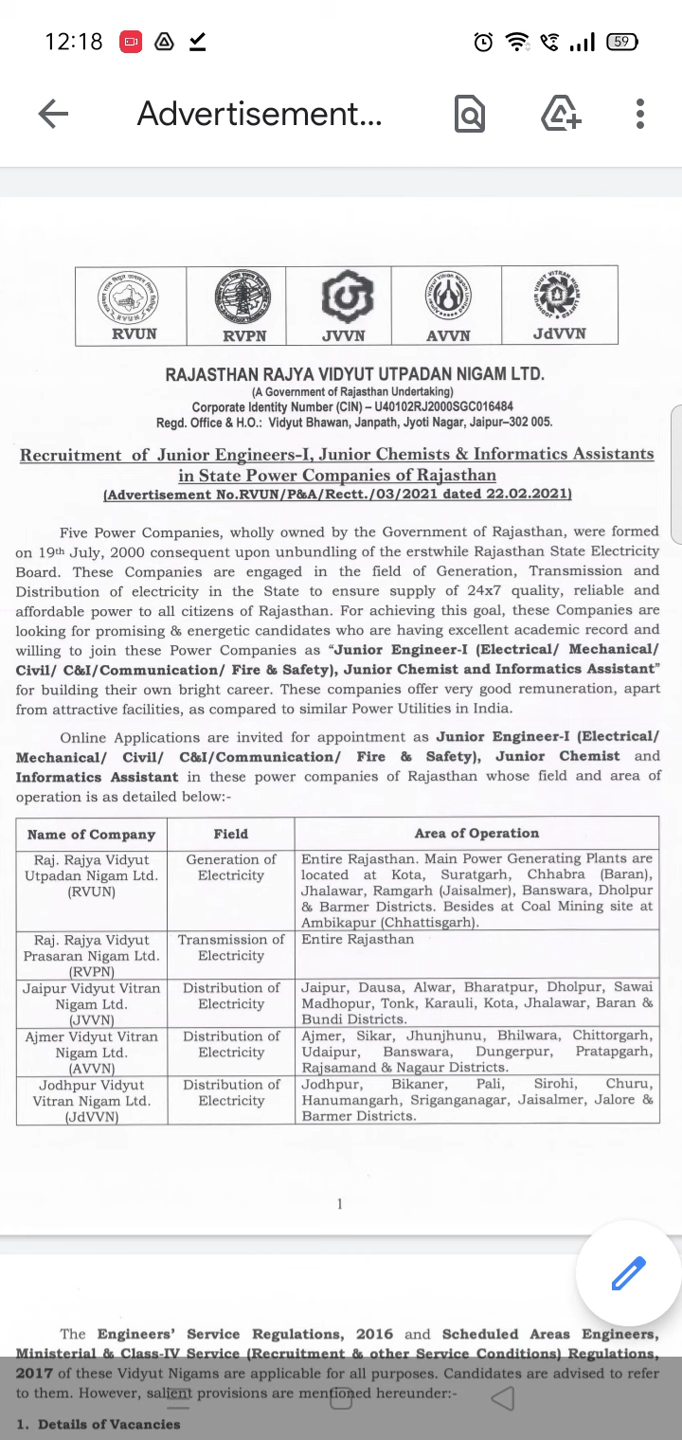 12:18
59
Advertisement...
RVUN
RVPN
JVVN
AVVN
JdVVN
RAJASTHAN RAJYA VIDYUT UTPADAN NIGAM LTD.
(A Government of Rajasthan Undertaking)
Corporate Identity Number (CIN) – U40102RJ2000SGC016484
Regd. Office & H.O.: Vidyut Bhawan, Janpath, Jyoti Nagar, Jaipur–302 005.
Recruitment of Junior Engineers-I, Junior Chemists & Informatics Assistants
in State Power Companies of Rajasthan
(Advertisement No.RVUN/P&A/Rectt./03/2021 dated 22.02.2021)
Five Power Companies, wholly owned by the Government of Rajasthan, were formed
on 19th July, 2000 consequent upon unbundling of the erstwhile Rajasthan State Electricity
Board. These Companies are engaged in the field of Generation, Transmission and
Distribution of electricity in the State to ensure supply of 24x7 quality, reliable and
affordable power to all citizens of Rajasthan. For achieving this goal, these Companies are
looking for promising & energetic candidates who are having excellent academic record and
willing to join these Power Companies as “Junior Engineer-I (Electrical/ Mechanical/
Civil/ C&I/Communication/ Fire & Safety), Junior Chemist and Informatics Assistant”
for building their own bright career. These companies offer very good remuneration, apart
from attractive facilities, as compared to similar Power Utilities in India.
Online Applications are invited for appointment as Junior Engineer-I (Electrical/
Mechanical/ Civil/ C&I/Communication/ Fire & Safety), Junior Chemist and
Informatics Assistant in these power companies of Rajasthan whose field and area of
operation is as detailed below:-
Name of Company
Field
Area of Operation
Raj. Rajya Vidyut
Utpadan Nigam Ltd.
(RVUN)
Generation of
Electricity
Entire Rajasthan. Main Power Generating Plants are
located at Kota, Suratgarh, Chhabra (Baran),
Jhalawar, Ramgarh (Jaisalmer), Banswara, Dholpur
& Barmer Districts. Besides at Coal Mining site at
Ambikapur (Chhattisgarh).
Raj. Rajya Vidyut
Prasaran Nigam Ltd.
(RVPN)
Transmission of
Electricity
Entire Rajasthan
Jaipur Vidyut Vitran
Nigam Ltd.
(JVVN)
Distribution of
Electricity
Jaipur, Dausa, Alwar, Bharatpur, Dholpur, Sawai
Madhopur, Tonk, Karauli, Kota, Jhalawar, Baran &
Bundi Districts.
Ajmer Vidyut Vitran
Nigam Ltd.
(AVVN)
Distribution of
Electricity
Ajmer, Sikar, Jhunjhunu, Bhilwara, Chittorgarh,
Udaipur, Banswara, Dungerpur, Pratapgarh,
Rajsamand & Nagaur Districts.
Jodhpur Vidyut
Vitran Nigam Ltd.
(JdVVN)
Distribution of
Electricity
Jodhpur, Bikaner, Pali, Sirohi, Churu,
Hanumangarh, Sriganganagar, Jaisalmer, Jalore &
Barmer Districts.
1
The Engineers’ Service Regulations, 2016 and Scheduled Areas Engineers,
Ministerial & Class-IV Service (Recruitment & other Service Conditions) Regulations,
2017 of these Vidyut Nigams are applicable for all purposes. Candidates are advised to refer
to them. However, salient provisions are mentioned hereunder:-
1. Details of Vacancies